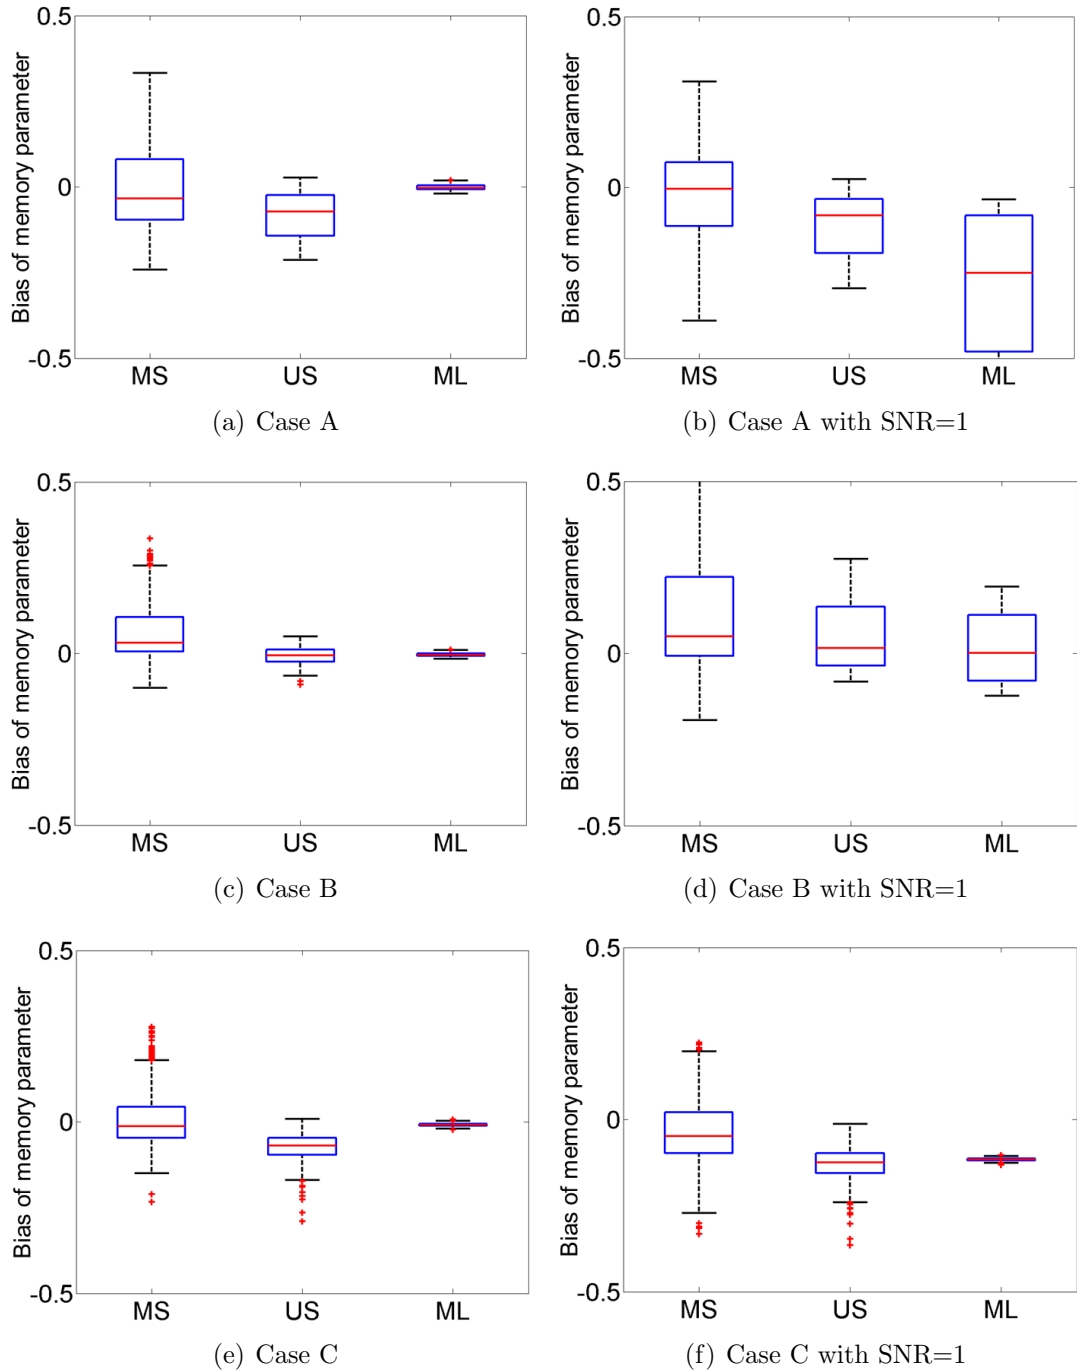 Bias of memory parameter
0.5
0
-0.5
MS US ML
(a) Case A
Bias of memory parameter
0.5
0
-0.5
MS US ML
(b) Case A with SNR=1
Bias of memory parameter
0.5
0
-0.5
MS US ML
(c) Case B
Bias of memory parameter
0.5
0
-0.5
MS US ML
(d) Case B with SNR=1
Bias of memory parameter
0.5
0
-0.5
MS US ML
(e) Case C
Bias of memory parameter
0.5
0
-0.5
MS US ML
(f) Case C with SNR=1